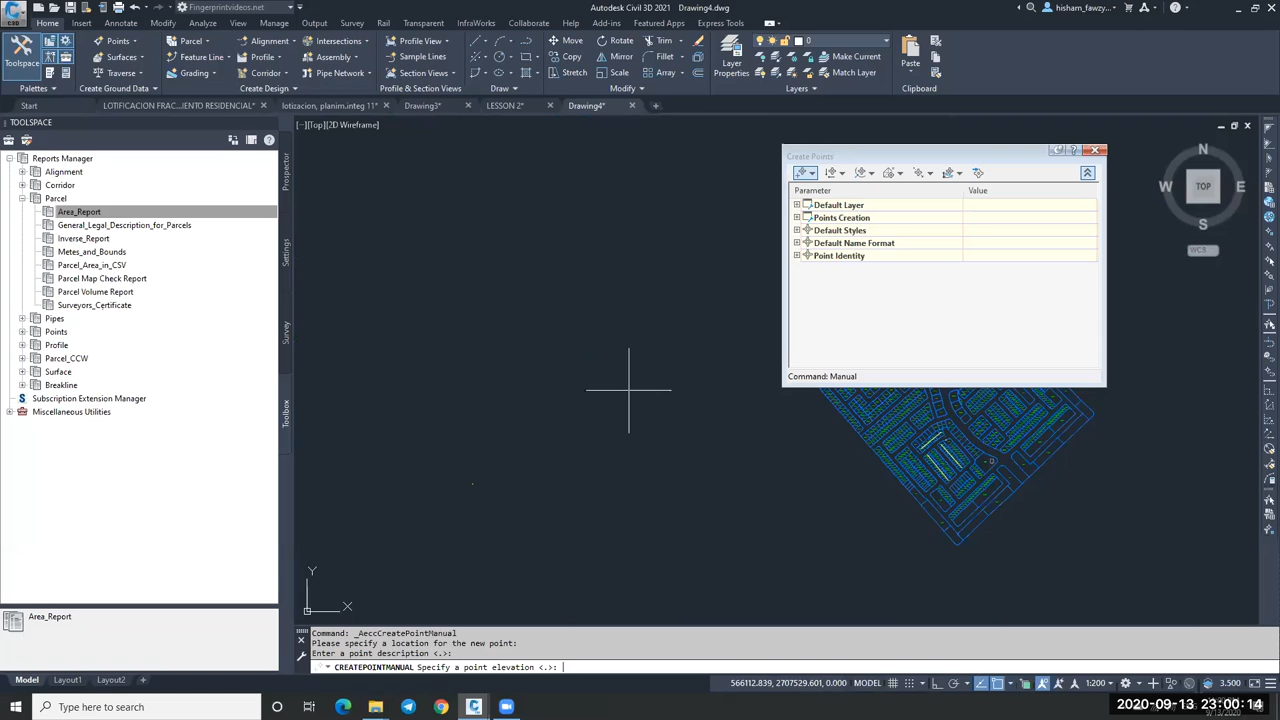 C3D
Fingerprintvideos.net
Autodesk Civil 3D 2021 Drawing4.dwg
hisham_fawzy...
Home Insert Annotate Modify Analyze View Manage Output Survey Rail Transparent InfraWorks Collaborate Help Add-ins Featured Apps Express Tools
Toolspace
Points
Surfaces
Traverse
Parcel
Feature Line
Grading
Alignment
Profile
Corridor
Intersections
Assembly
Pipe Network
Profile View
Sample Lines
Section Views
Move Rotate Trim
Copy Mirror Fillet
Stretch Scale Array
Layer
Properties
0
Make Current
Match Layer
Paste
Palettes Create Ground Data Create Design Profile & Section Views Draw Modify Layers Clipboard
Start LOTIFICACION FRAC...IENTO RESIDENCIAL* lotizacion, planim.integ 11* Drawing3* LESSON 2* Drawing4*
TOOLSPACE
[−][Top][2D Wireframe]
Reports Manager
Alignment
Corridor
Parcel
Area_Report
General_Legal_Description_for_Parcels
Inverse_Report
Metes_and_Bounds
Parcel_Area_in_CSV
Parcel Map Check Report
Parcel Volume Report
Surveyors_Certificate
Pipes
Points
Profile
Parcel_CCW
Surface
Breakline
Subscription Extension Manager
Miscellaneous Utilities
Prospector
Settings
Survey
Toolbox
Create Points
Parameter Value
Default Layer
Points Creation
Default Styles
Default Name Format
Point Identity
Command: Manual
N
W TOP E
S
WCS
Y
X
Area_Report
Command: _AeccCreatePointManual
Please specify a location for the new point:
Enter a point description <.>:
CREATEPOINTMANUAL Specify a point elevation <.>:
Model Layout1 Layout2
566112.839, 2707529.601, 0.000 MODEL 1:200 3.500
Type here to search
2020-09-13 23:00:14